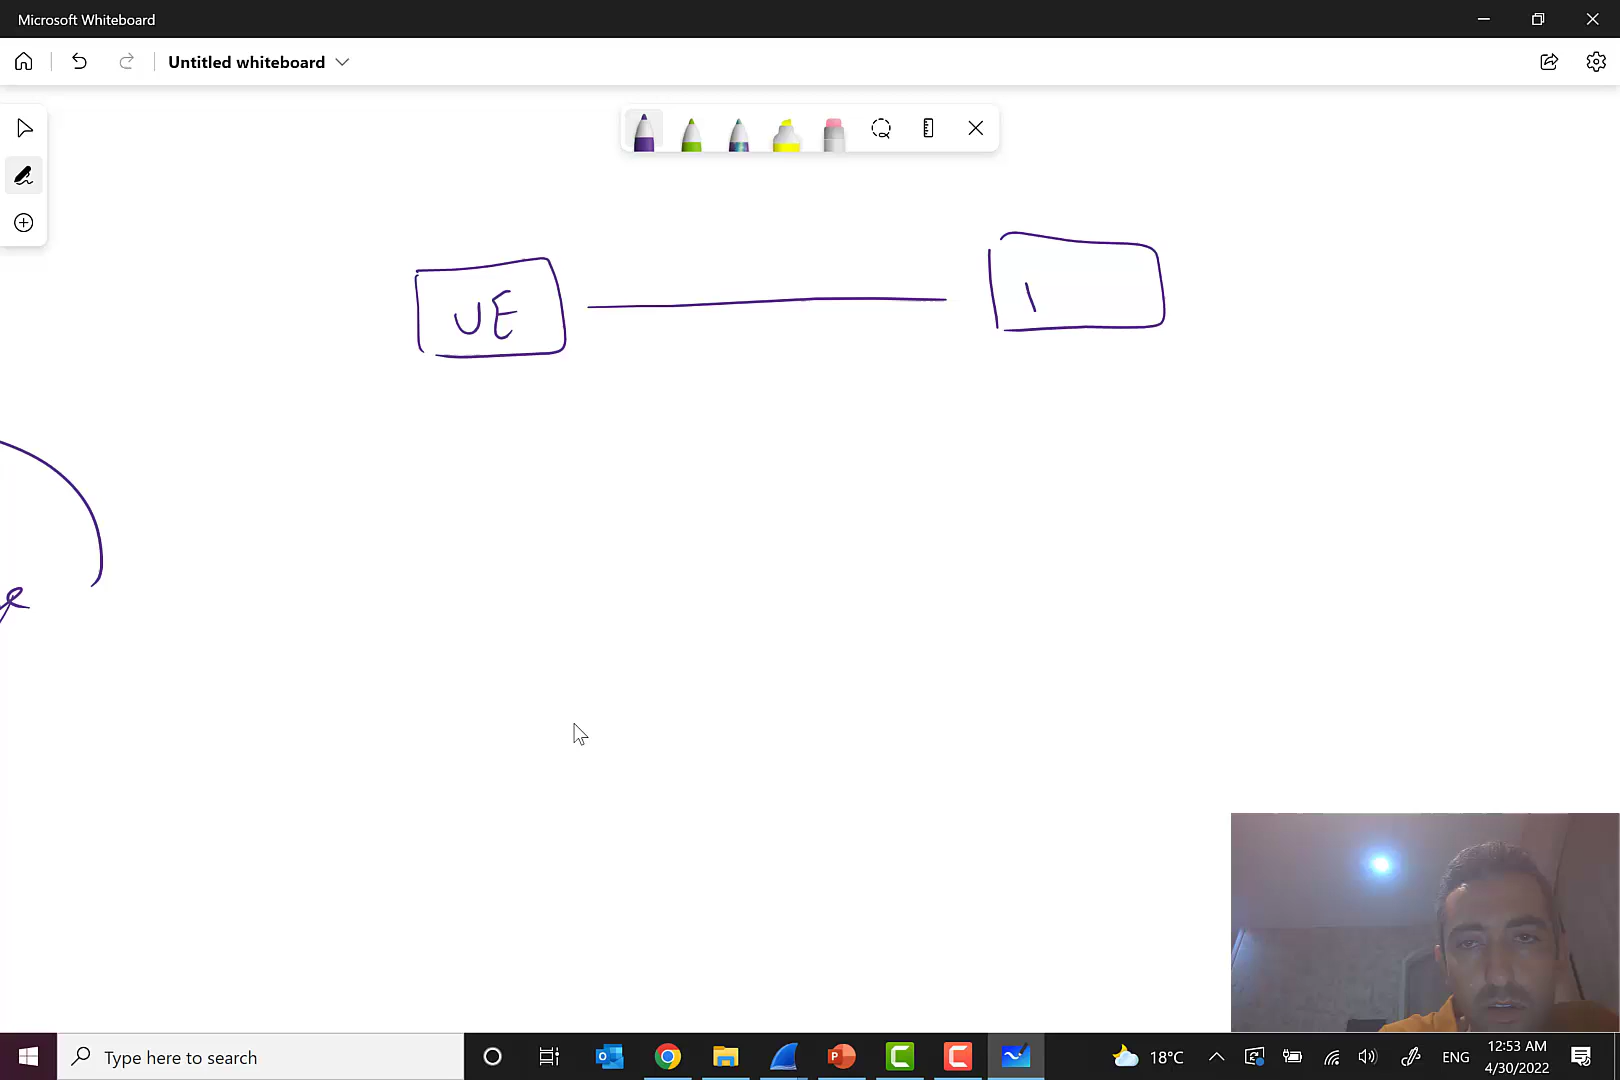 Microsoft Whiteboard
Untitled whiteboard
UE
Type here to search
18°C
ENG
12:53 AM
4/30/2022